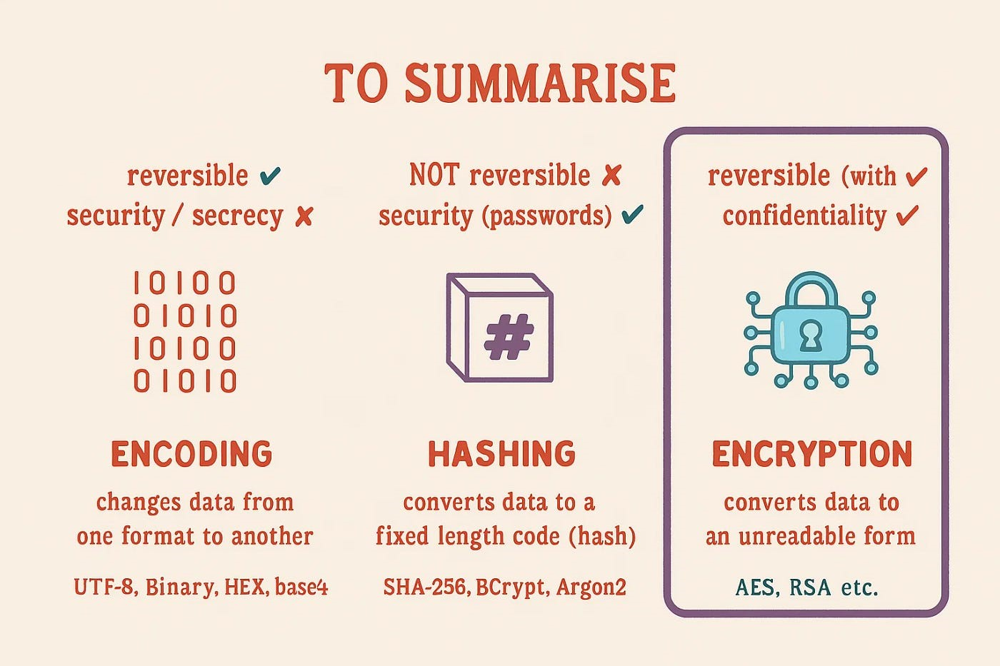 TO SUMMARISE
reversible ✔
security / secrecy ✘
10100
01010
10100
01010
ENCODING
changes data from
one format to another
UTF-8, Binary, HEX, base4
NOT reversible ✘
security (passwords) ✔
#
HASHING
converts data to a
fixed length code (hash)
SHA-256, BCrypt, Argon2
reversible (with ✔
confidentiality ✔
ENCRYPTION
converts data to
an unreadable form
AES, RSA etc.